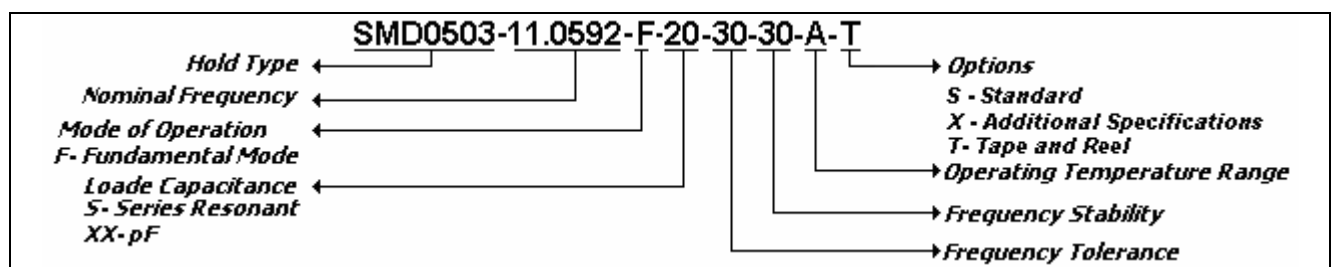 SMD0503-11.0592-F-20-30-30-A-T
Hold Type
Nominal Frequency
Mode of Operation
F- Fundamental Mode
Loade Capacitance
S- Series Resonant
XX- pF
Options
S - Standard
X - Additional Specifications
T- Tape and Reel
Operating Temperature Range
Frequency Stability
Frequency Tolerance